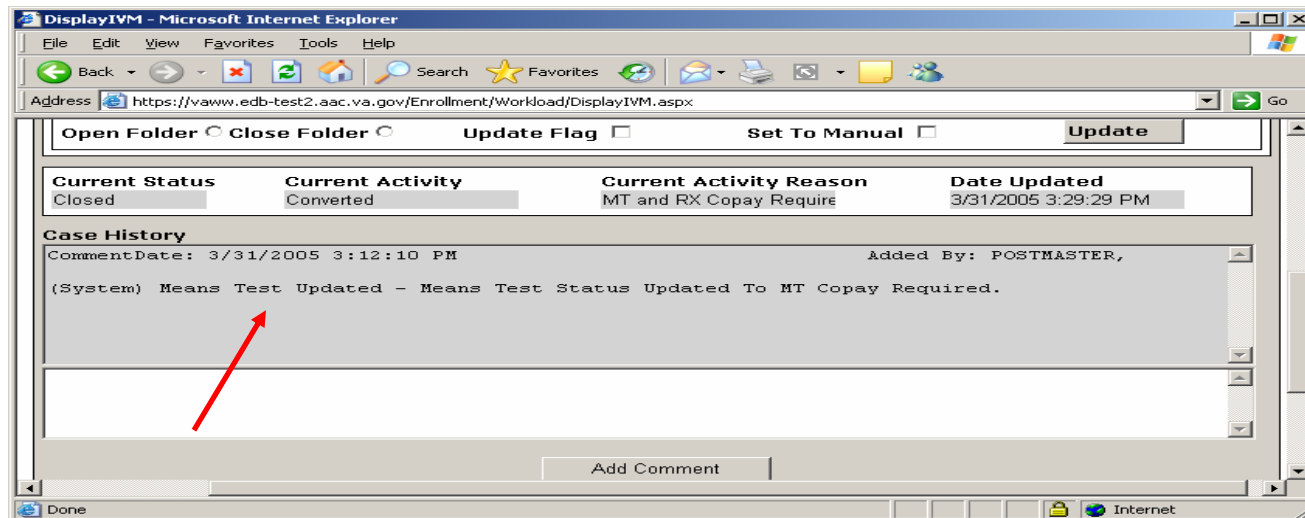 DisplayIVM - Microsoft Internet Explorer
File Edit View Favorites Tools Help
Back Search Favorites
Address https://vaww.edb-test2.aac.va.gov/Enrollment/Workload/DisplayIVM.aspx Go
Open Folder Close Folder Update Flag Set To Manual Update
Current Status Current Activity Current Activity Reason Date Updated
Closed Converted MT and RX Copay Require 3/31/2005 3:29:29 PM
Case History
CommentDate: 3/31/2005 3:12:10 PM Added By: POSTMASTER,
(System) Means Test Updated - Means Test Status Updated To MT Copay Required.
Add Comment
Done Internet